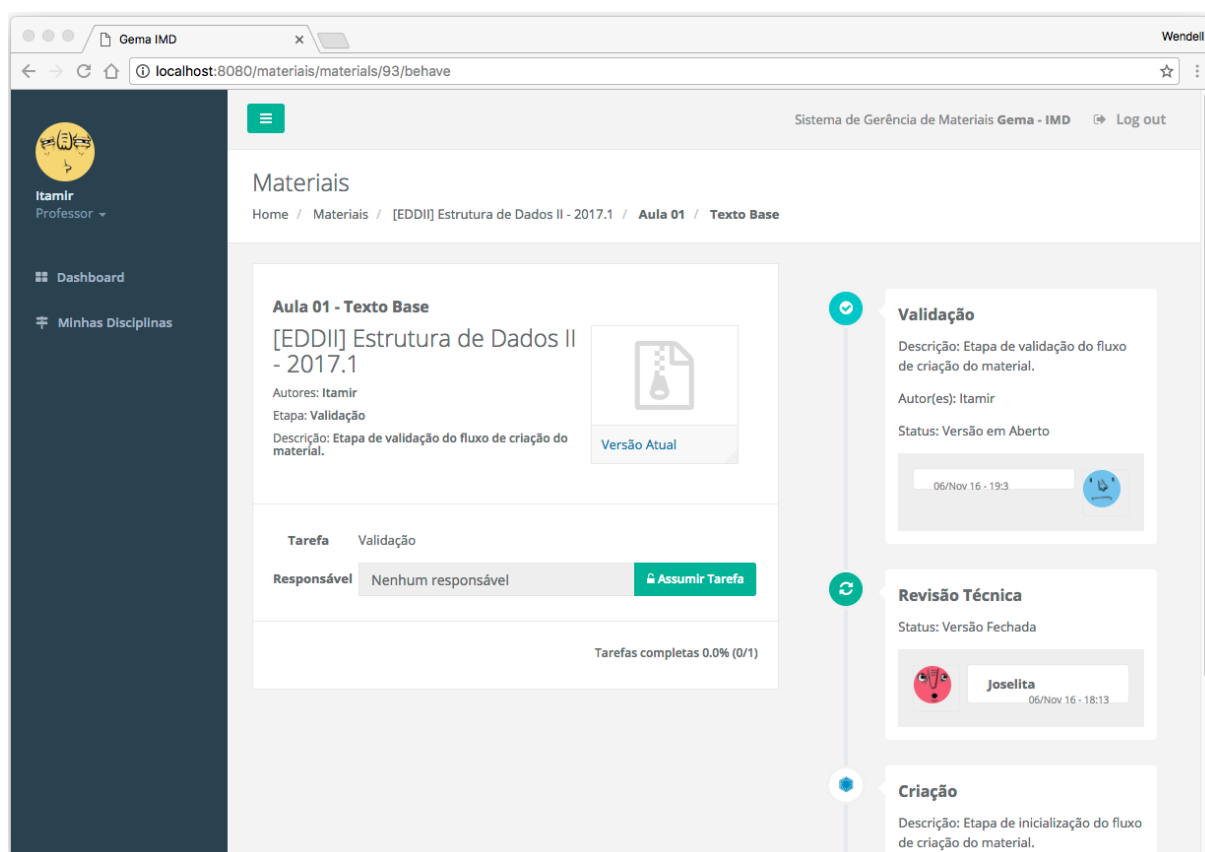 Gema IMD
Wendell
localhost:8080/materiais/materials/93/behave
Sistema de Gerência de Materiais Gema - IMD
Log out
Itamir
Professor
Dashboard
Minhas Disciplinas
Materiais
Home / Materiais / [EDDII] Estrutura de Dados II - 2017.1 / Aula 01 / Texto Base
Aula 01 - Texto Base
[EDDII] Estrutura de Dados II
- 2017.1
Autores: Itamir
Etapa: Validação
Descrição: Etapa de validação do fluxo de criação do
material.
Versão Atual
Tarefa Validação
Responsável Nenhum responsável Assumir Tarefa
Tarefas completas 0.0% (0/1)
Validação
Descrição: Etapa de validação do fluxo
de criação do material.
Autor(es): Itamir
Status: Versão em Aberto
06/Nov 16 - 19:3
Revisão Técnica
Status: Versão Fechada
Joselita
06/Nov 16 - 18:13
Criação
Descrição: Etapa de inicialização do fluxo
de criação do material.